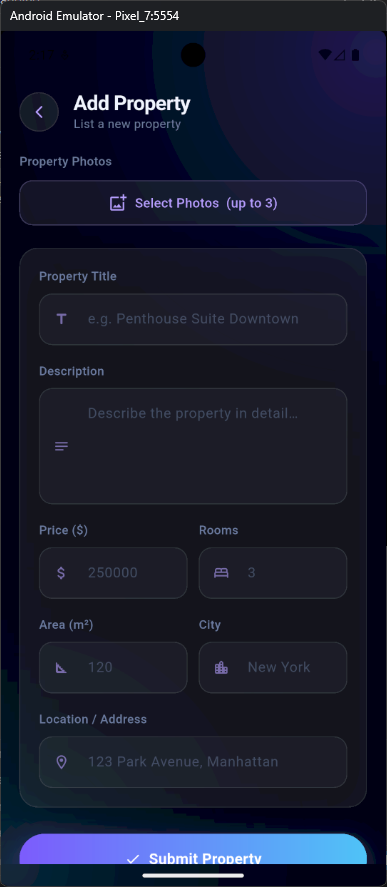 Android Emulator - Pixel_7:5554
Add Property
List a new property
Property Photos
Select Photos (up to 3)
Property Title
e.g. Penthouse Suite Downtown
Description
Describe the property in detail...
Price ($) Rooms
250000 3
Area (m²) City
120 New York
Location / Address
123 Park Avenue, Manhattan
Submit Property